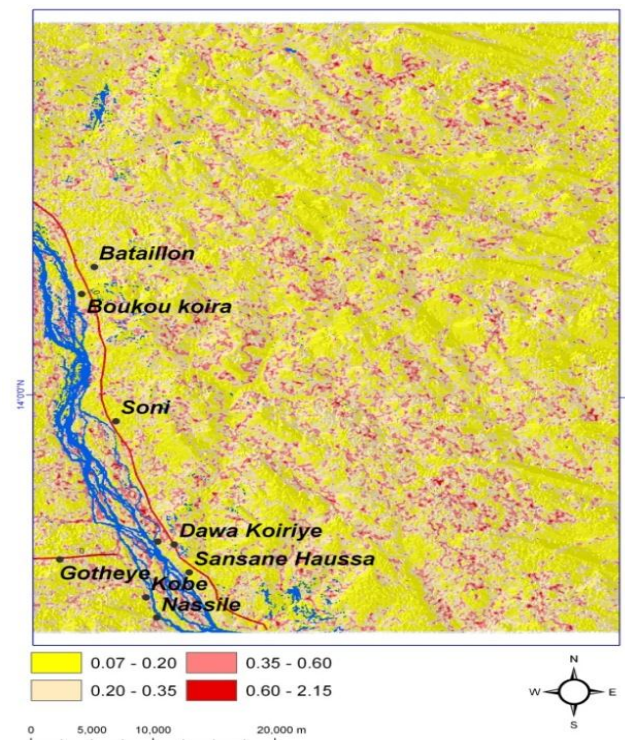 Bataillon
Boukou koira
14°00'N
Soni
Dawa Koiriye
Sansane Haussa
Gotheye
Kobe
Nassile
0.07 - 0.20
0.35 - 0.60
0.20 - 0.35
0.60 - 2.15
N
W
E
S
0 5,000 10,000 20,000 m